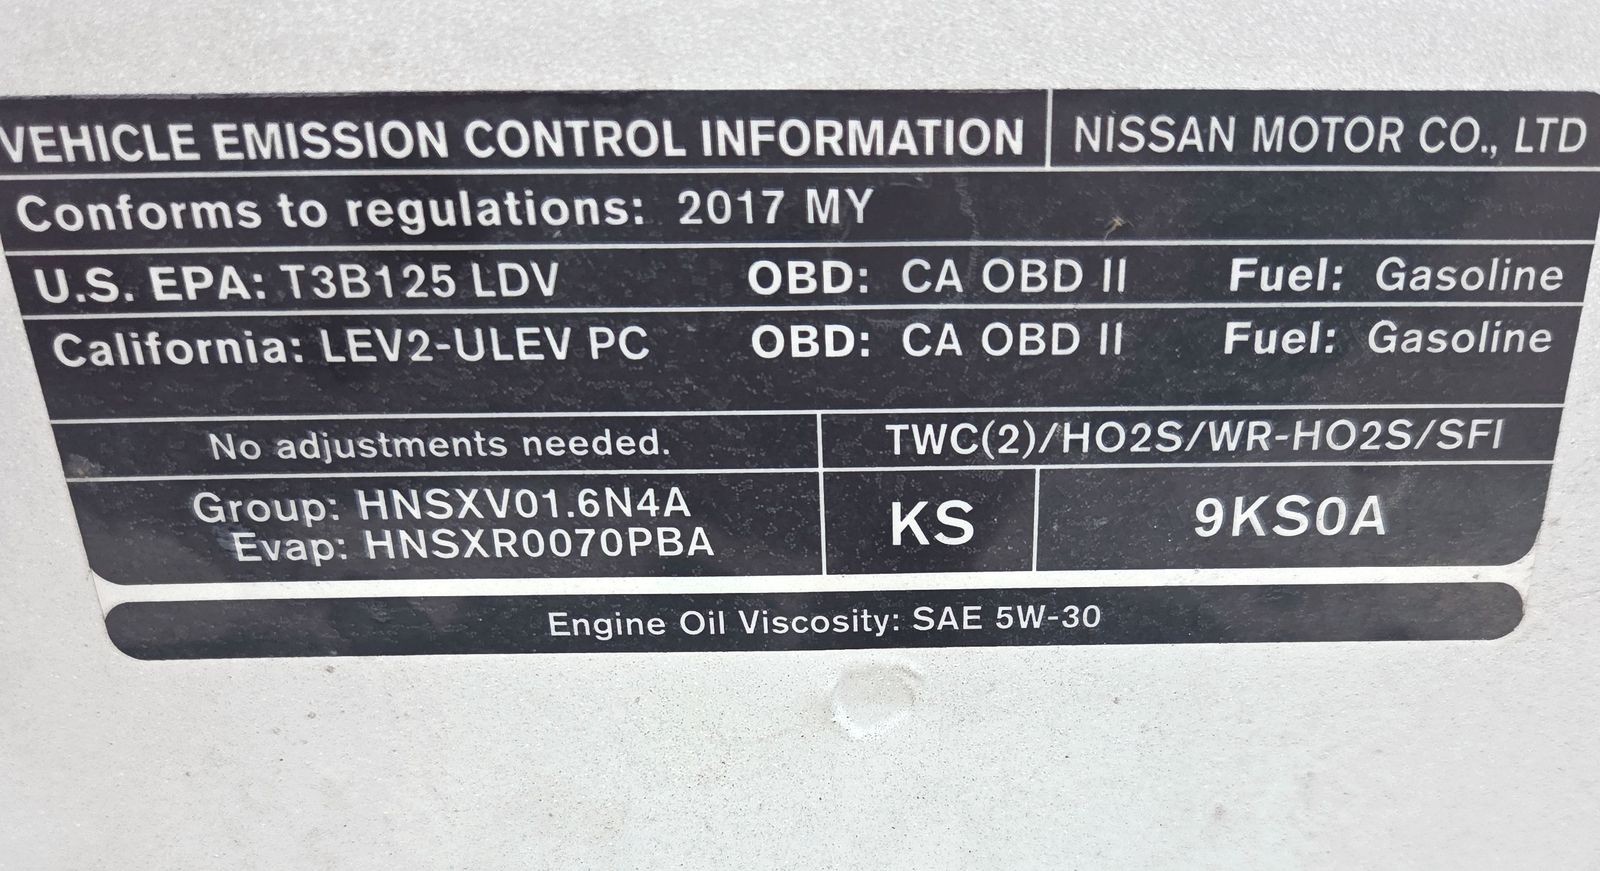 VEHICLE EMISSION CONTROL INFORMATION NISSAN MOTOR CO., LTD
Conforms to regulations: 2017 MY
U.S. EPA: T3B125 LDV OBD: CA OBD II Fuel: Gasoline
California: LEV2-ULEV PC OBD: CA OBD II Fuel: Gasoline
No adjustments needed. TWC(2)/HO2S/WR-HO2S/SFI
Group: HNSXV01.6N4A
Evap: HNSXR0070PBA
KS 9KS0A
Engine Oil Viscosity: SAE 5W-30